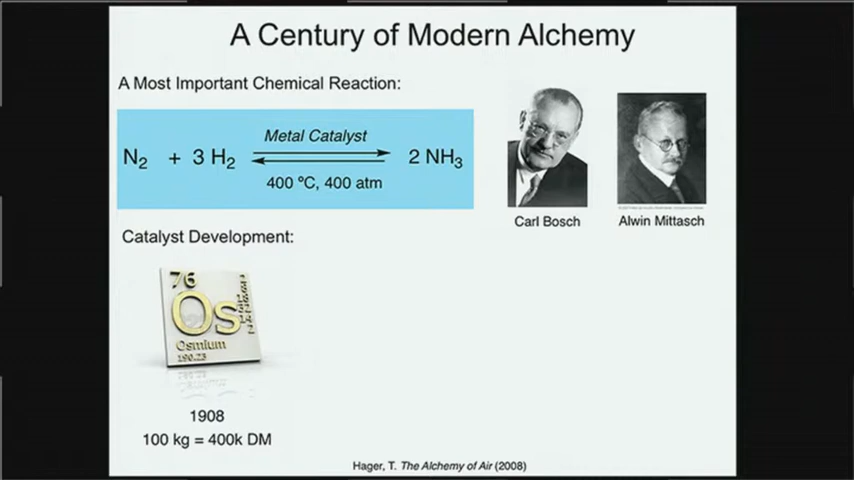 A Century of Modern Alchemy
A Most Important Chemical Reaction:
Metal Catalyst
N2 + 3 H2 2 NH3
400 ºC, 400 atm
Carl Bosch
Alwin Mittasch
Catalyst Development:
76
Os
Osmium
190.23
1908
100 kg = 400k DM
Hager, T. The Alchemy of Air (2008)